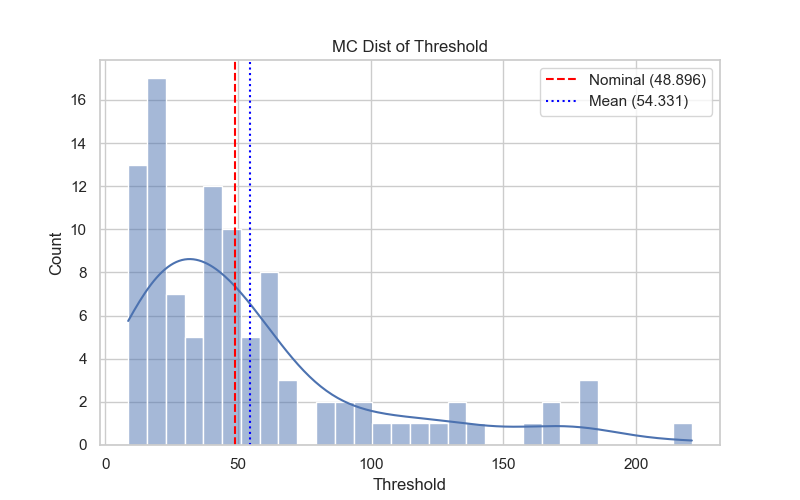 MC Dist of Threshold
Nominal (48.896)
Mean (54.331)
Count
16
14
12
10
8
6
4
2
0
0 50 100 150 200
Threshold